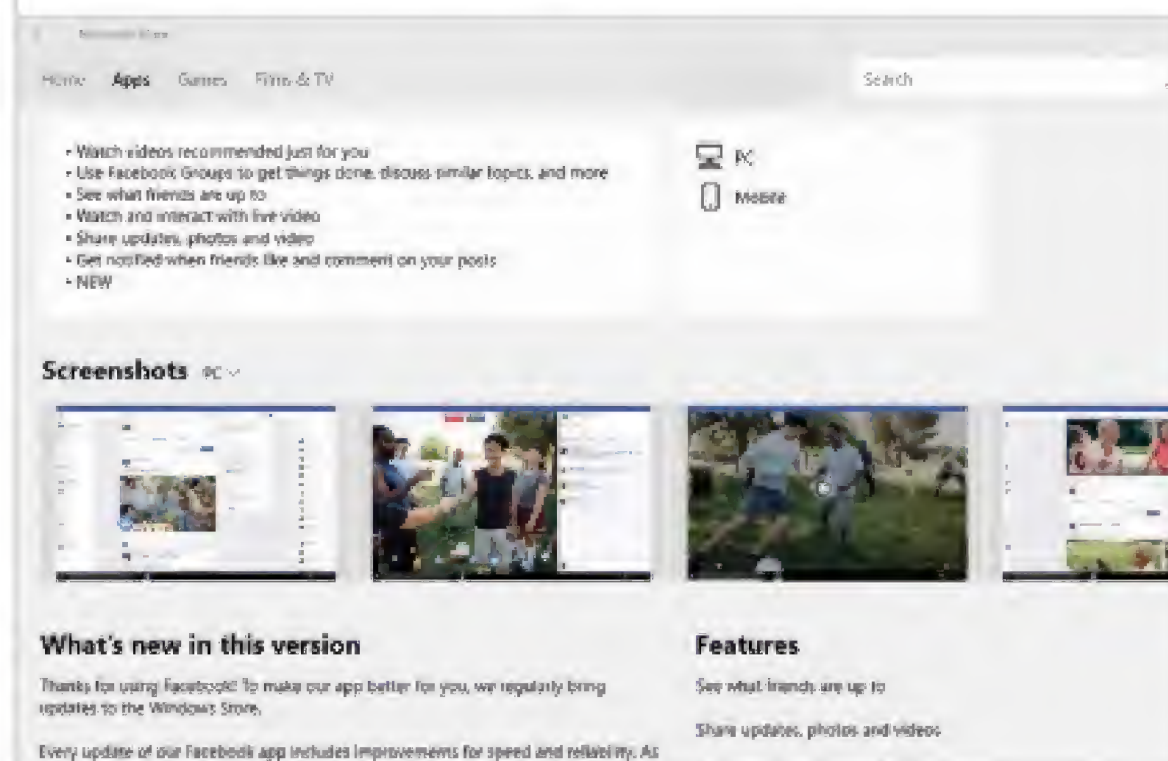 Microsoft Store
Home Apps Games Films & TV
Search
• Watch videos recommended just for you
• Use Facebook Groups to get things done, discuss similar topics, and more
• See what friends are up to
• Watch and interact with live video
• Share updates, photos and video
• Get notified when friends like and comment on your posts
• NEW
PC
Mobile
Screenshots PC
What's new in this version
Thanks for using Facebook! To make our app better for you, we regularly bring
updates to the Windows Store.
Every update of our Facebook app includes improvements for speed and reliability. As
Features
See what friends are up to
Share updates, photos and videos